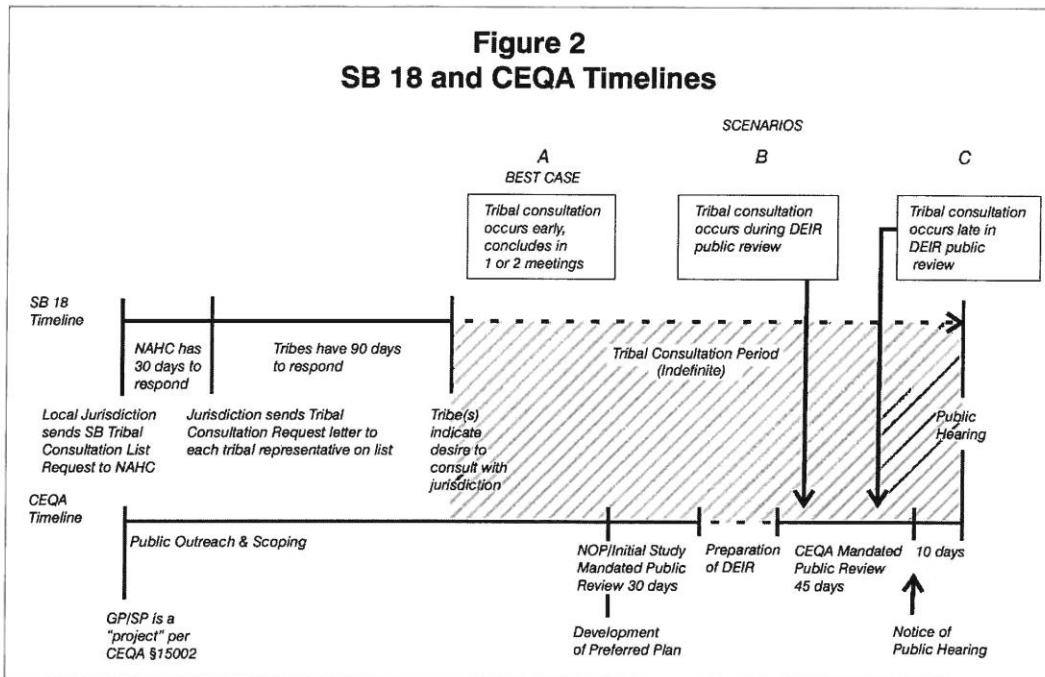 Figure 2
SB 18 and CEQA Timelines
SCENARIOS
A
BEST CASE
Tribal consultation
occurs early,
concludes in
1 or 2 meetings
B
Tribal consultation
occurs during DEIR
public review
C
Tribal consultation
occurs late in
DEIR public
review
SB 18
Timeline
NAHC has
30 days to
respond
Tribes have 90 days
to respond
Tribal Consultation Period
(Indefinite)
Local Jurisdiction
sends SB Tribal
Consultation List
Request to NAHC
Jurisdiction sends Tribal
Consultation Request letter to
each tribal representative on list
Tribe(s)
indicate
desire to
consult with
jurisdiction
Public
Hearing
CEQA
Timeline
Public Outreach & Scoping
NOP/Initial Study
Mandated Public
Review 30 days
Preparation
of DEIR
CEQA Mandated
Public Review
45 days
10 days
GP/SP is a
"project" per
CEQA §15002
Development
of Preferred Plan
Notice of
Public Hearing